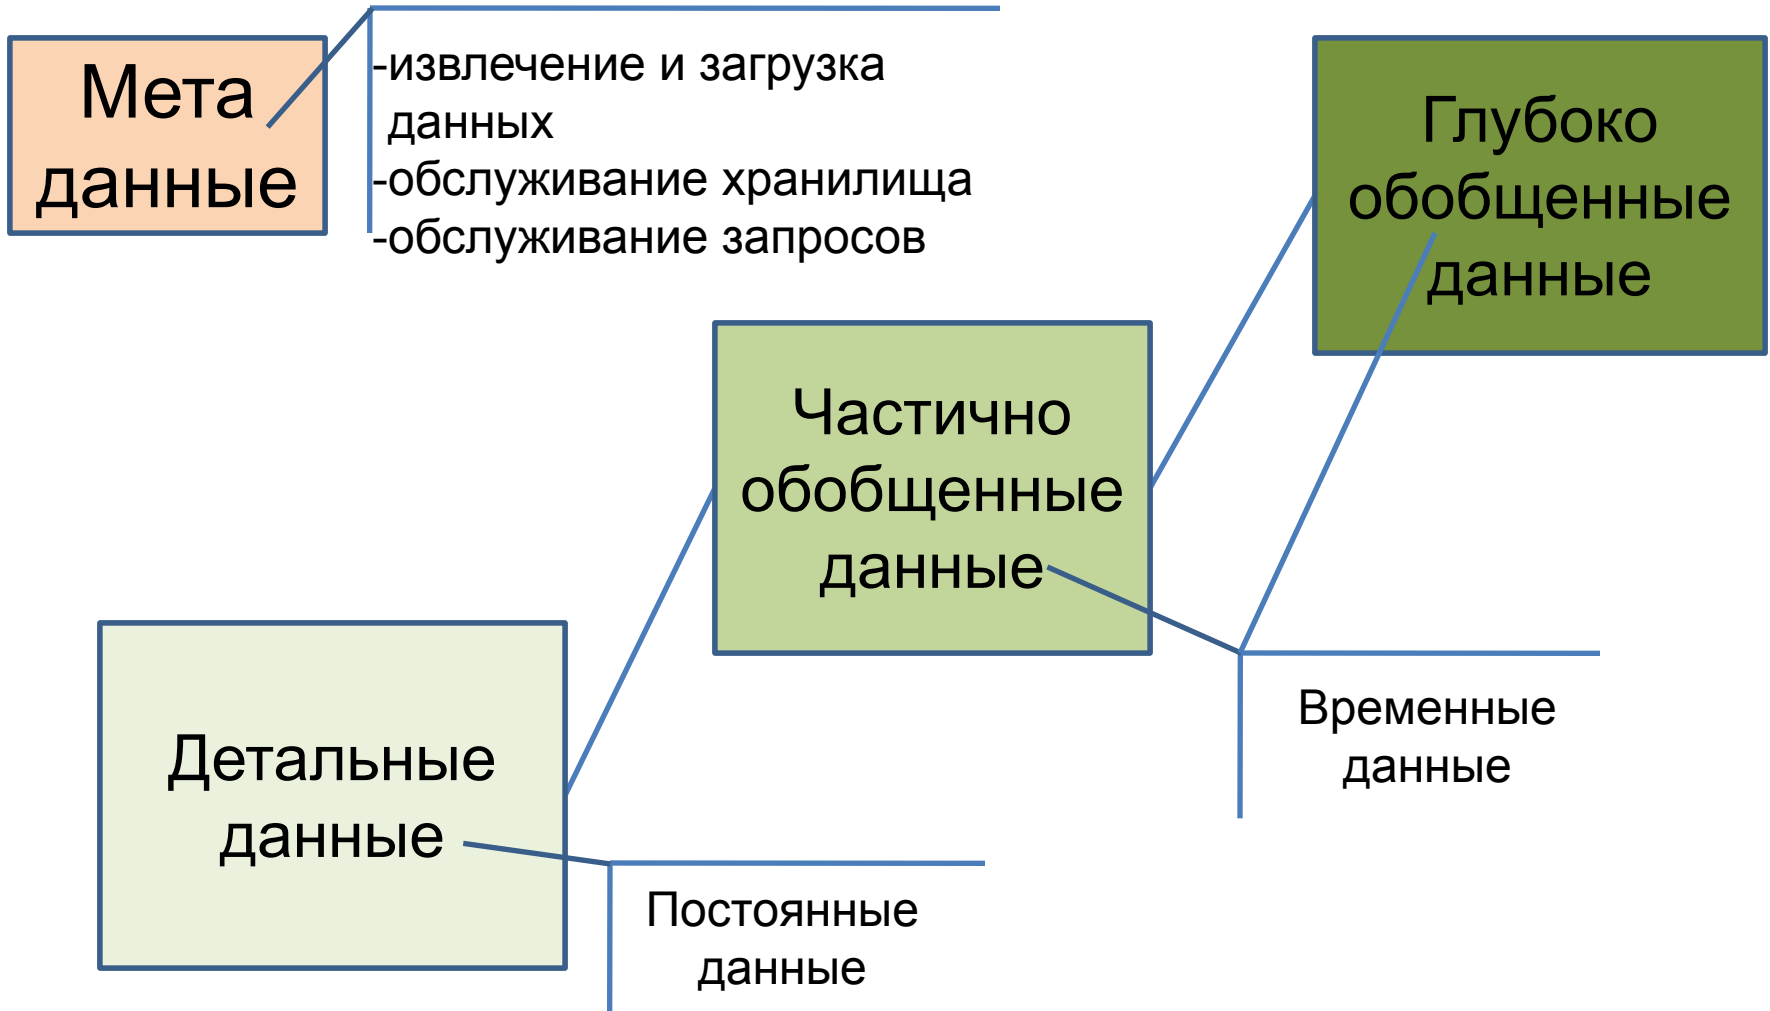 Мета
данные
-извлечение и загрузка
данных
-обслуживание хранилища
-обслуживание запросов
Глубоко
обобщенные
данные
Частично
обобщенные
данные
Временные
данные
Детальные
данные
Постоянные
данные